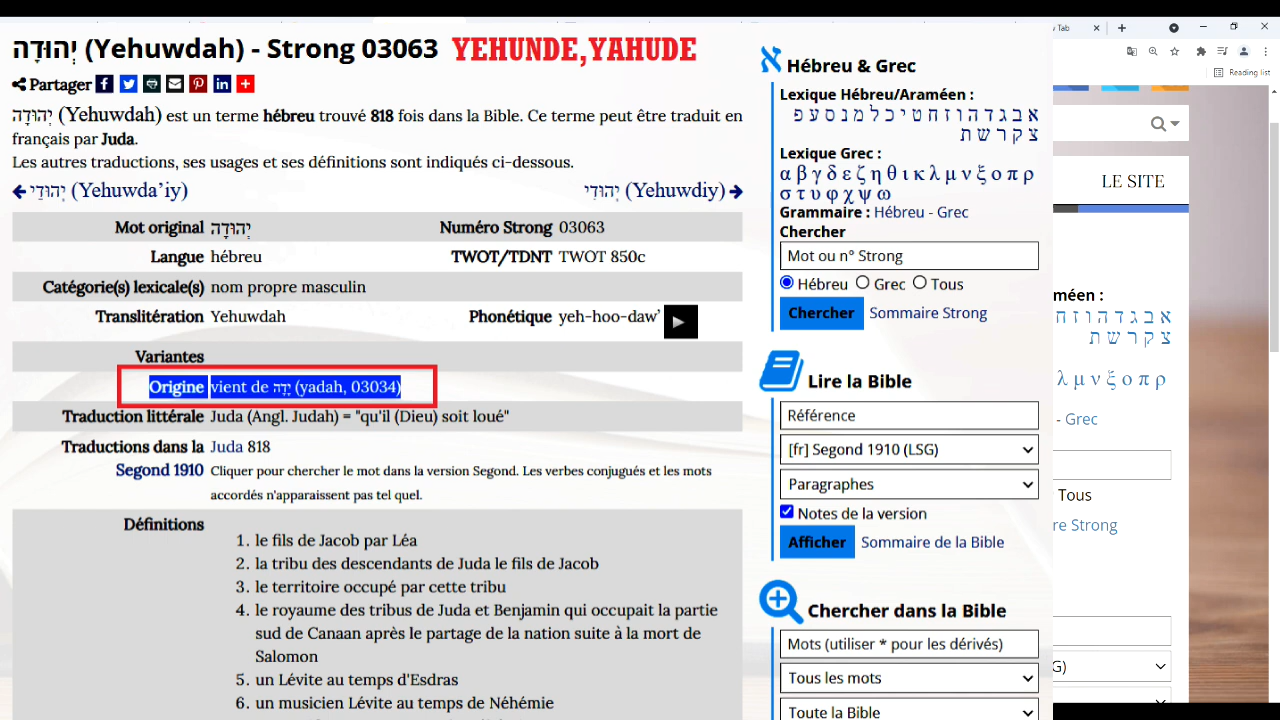 יְהוּדָה (Yehuwdah) - Strong 03063 YEHUNDE,YAHUDE
Partager
יְהוּדָה (Yehuwdah) est un terme hébreu trouvé 818 fois dans la Bible. Ce terme peut être traduit en
français par Juda.
Les autres traductions, ses usages et ses définitions sont indiqués ci-dessous.
יְהוּדַי (Yehuwda’iy)
יְהוּדִי (Yehuwdiy)
Mot original יְהוּדָה
Numéro Strong 03063
Langue hébreu
TWOT/TDNT TWOT 850c
Catégorie(s) lexicale(s) nom propre masculin
Translitération Yehuwdah
Phonétique yeh-hoo-daw’
Variantes
Origine vient de יָדָה (yadah, 03034)
Traduction littérale Juda (Angl. Judah) = "qu'il (Dieu) soit loué"
Traductions dans la Juda 818
Segond 1910 Cliquer pour chercher le mot dans la version Segond. Les verbes conjugués et les mots
accordés n'apparaissent pas tel quel.
Définitions
1. le fils de Jacob par Léa
2. la tribu des descendants de Juda le fils de Jacob
3. le territoire occupé par cette tribu
4. le royaume des tribus de Juda et Benjamin qui occupait la partie
sud de Canaan après le partage de la nation suite à la mort de
Salomon
5. un Lévite au temps d'Esdras
6. un musicien Lévite au temps de Néhémie
א Hébreu & Grec
Lexique Hébreu/Araméen :
א ב ג ד ה ו ז ח ט י כ ל מ נ ס ע פ
צ ק ר ש ת
Lexique Grec :
α β γ δ ε ζ η θ ι κ λ μ ν ξ ο π ρ
σ τ υ φ χ ψ ω
Grammaire : Hébreu - Grec
Chercher
Mot ou n° Strong
Hébreu Grec Tous
Chercher Sommaire Strong
Lire la Bible
Référence
[fr] Segond 1910 (LSG)
Paragraphes
Notes de la version
Afficher Sommaire de la Bible
Chercher dans la Bible
Mots (utiliser * pour les dérivés)
Tous les mots
Toute la Bible
Tab
Reading list
LE SITE
méen :
א ב ג ד ה ו ז ח
צ ק ר ש ת
λ μ ν ξ ο π ρ
- Grec
Tous
re Strong
G)